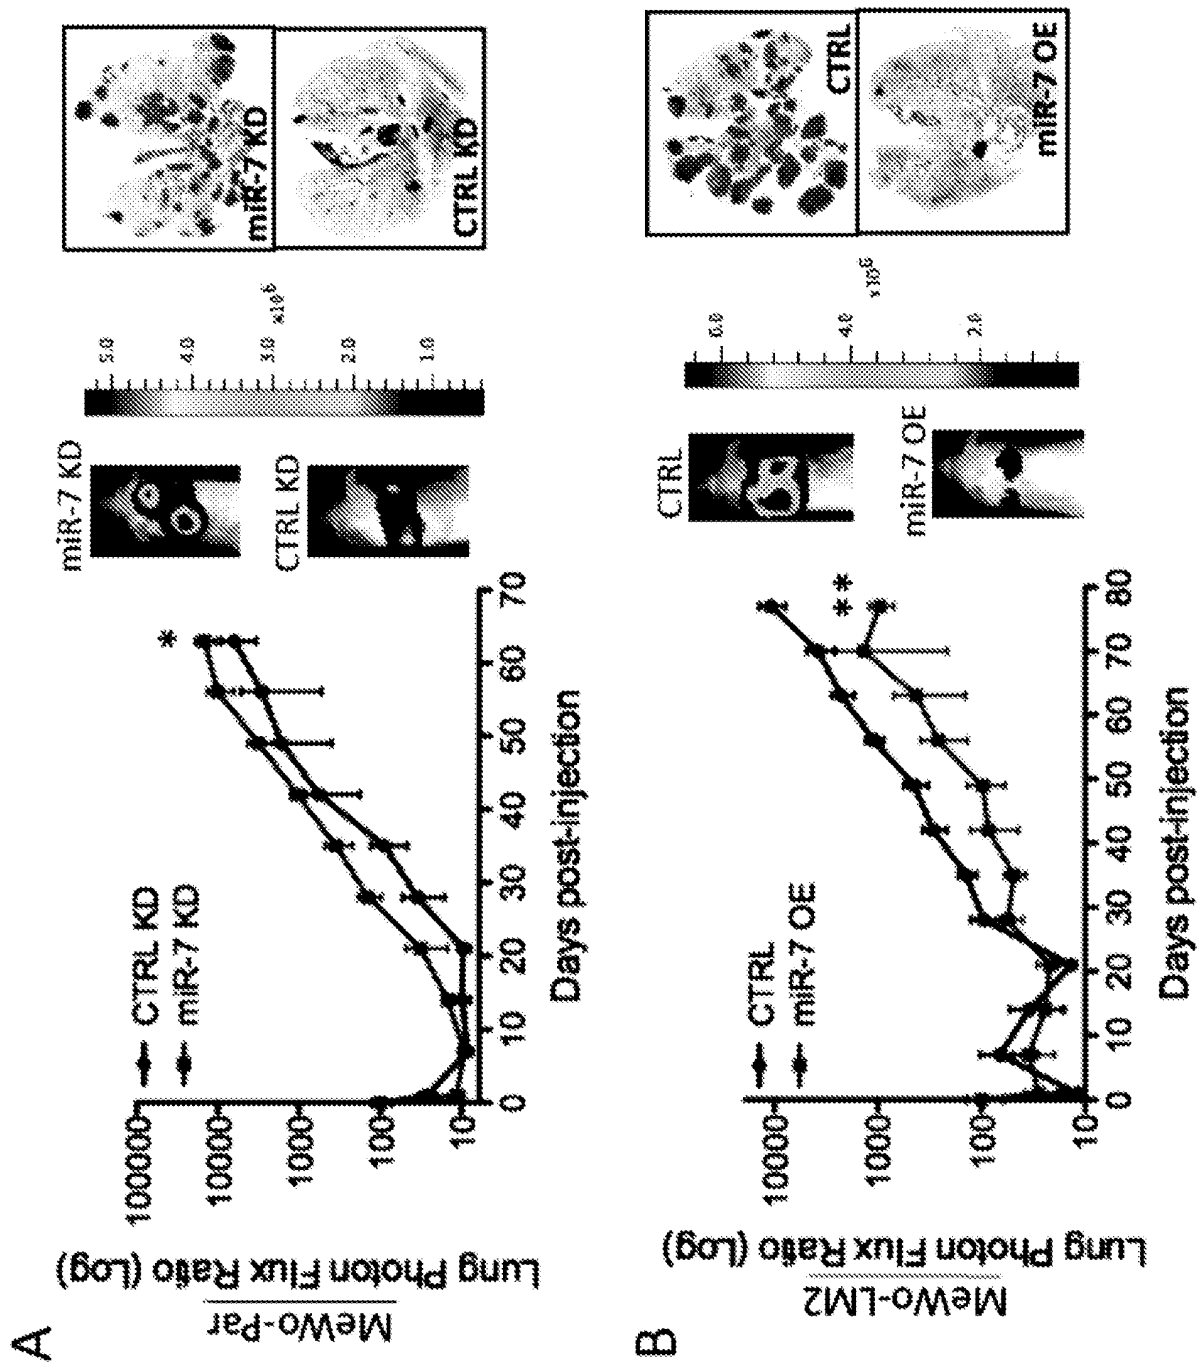 A
MeWo-Par
Lung Photon Flux Ratio (Log)
100000
10000
1000
100
10
CTRL KD
miR-7 KD
*
0
10
20
30
40
50
60
70
Days post-injection
miR-7 KD
CTRL KD
5.0
4.0
3.0
2.0
1.0
x10⁶
miR-7 KD
CTRL KD
B
MeWo-LM2
Lung Photon Flux Ratio (Log)
10000
1000
100
10
CTRL
miR-7 OE
**
0
10
20
30
40
50
60
70
80
Days post-injection
CTRL
miR-7 OE
6.0
4.0
2.0
CTRL
miR-7 OE